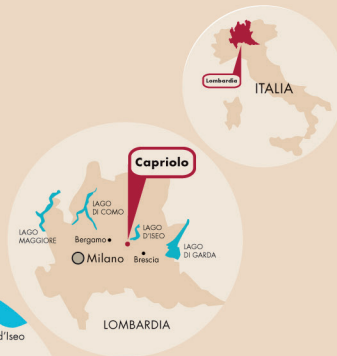 Lombardia
ITALIA
Capriolo
LAGO
DI COMO
LAGO
MAGGIORE
Bergamo
LAGO
D'ISEO
LAGO
DI GARDA
Milano
Brescia
LOMBARDIA
d'Iseo